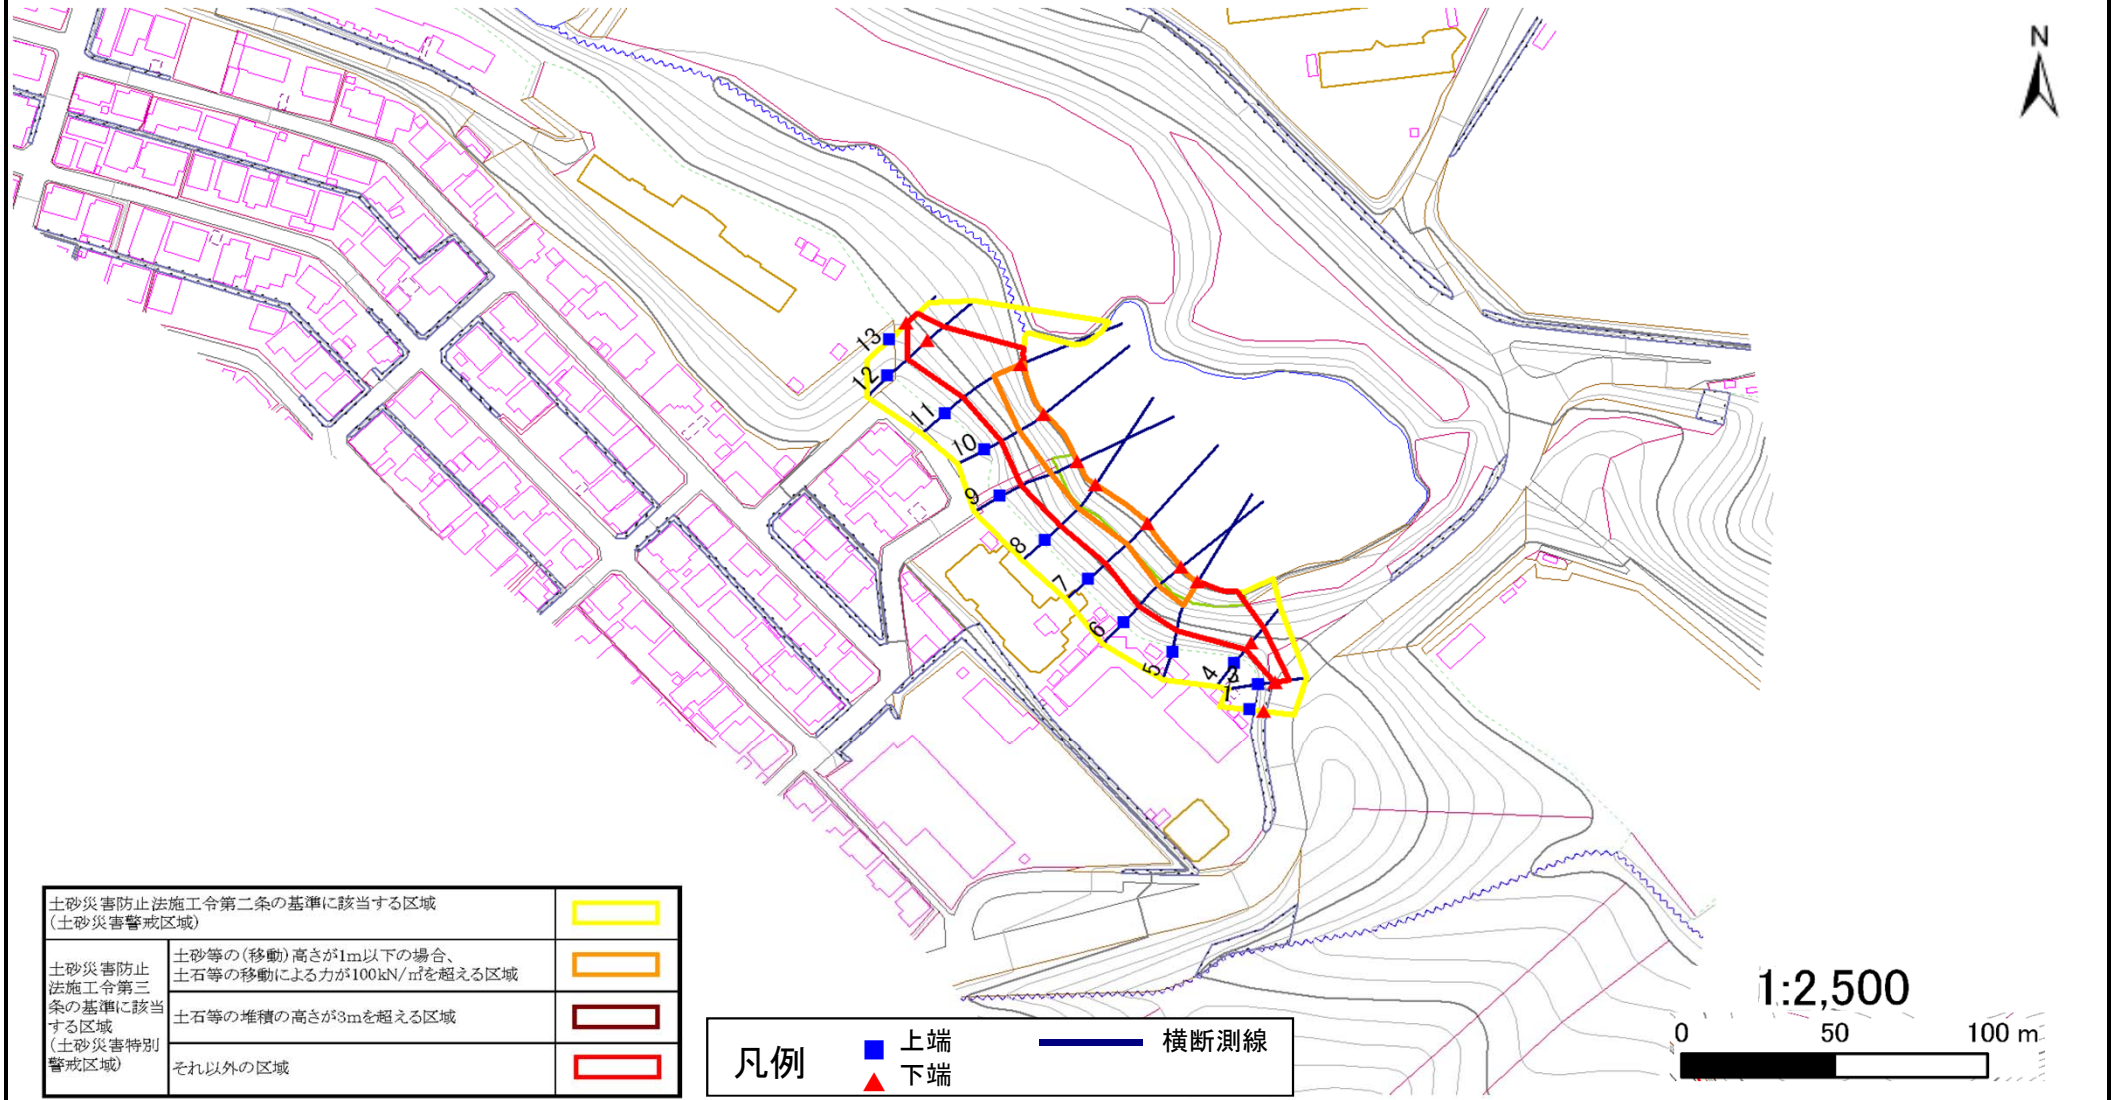 N
13
12
11
10
9
8
7
6
5
4
1
土砂災害防止法施工令第二条の基準に該当する区域
(土砂災害警戒区域)
土砂災害防止
法施工令第三
条の基準に該当
する区域
(土砂災害特別
警戒区域)
土砂等の(移動)高さが1m以下の場合、
土石等の移動による力が100kN/㎡を超える区域
土石等の堆積の高さが3mを超える区域
それ以外の区域
凡例
上端
下端
横断測線
1:2,500
0 50 100 m